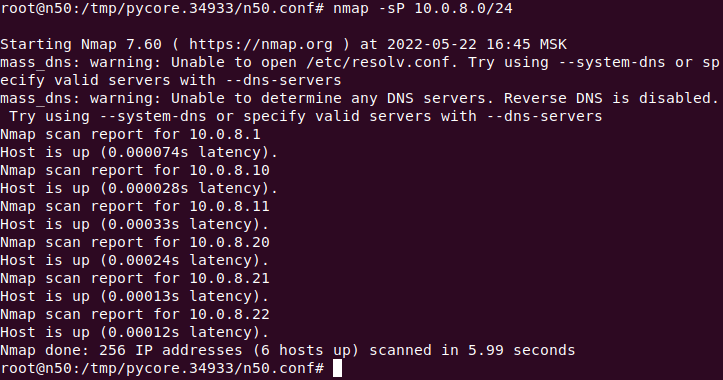 root@n50:/tmp/pycore.34933/n50.conf# nmap -sP 10.0.8.0/24
Starting Nmap 7.60 ( https://nmap.org ) at 2022-05-22 16:45 MSK
mass_dns: warning: Unable to open /etc/resolv.conf. Try using --system-dns or sp
ecify valid servers with --dns-servers
mass_dns: warning: Unable to determine any DNS servers. Reverse DNS is disabled.
 Try using --system-dns or specify valid servers with --dns-servers
Nmap scan report for 10.0.8.1
Host is up (0.000074s latency).
Nmap scan report for 10.0.8.10
Host is up (0.000028s latency).
Nmap scan report for 10.0.8.11
Host is up (0.00033s latency).
Nmap scan report for 10.0.8.20
Host is up (0.00024s latency).
Nmap scan report for 10.0.8.21
Host is up (0.00013s latency).
Nmap scan report for 10.0.8.22
Host is up (0.00012s latency).
Nmap done: 256 IP addresses (6 hosts up) scanned in 5.99 seconds
root@n50:/tmp/pycore.34933/n50.conf#